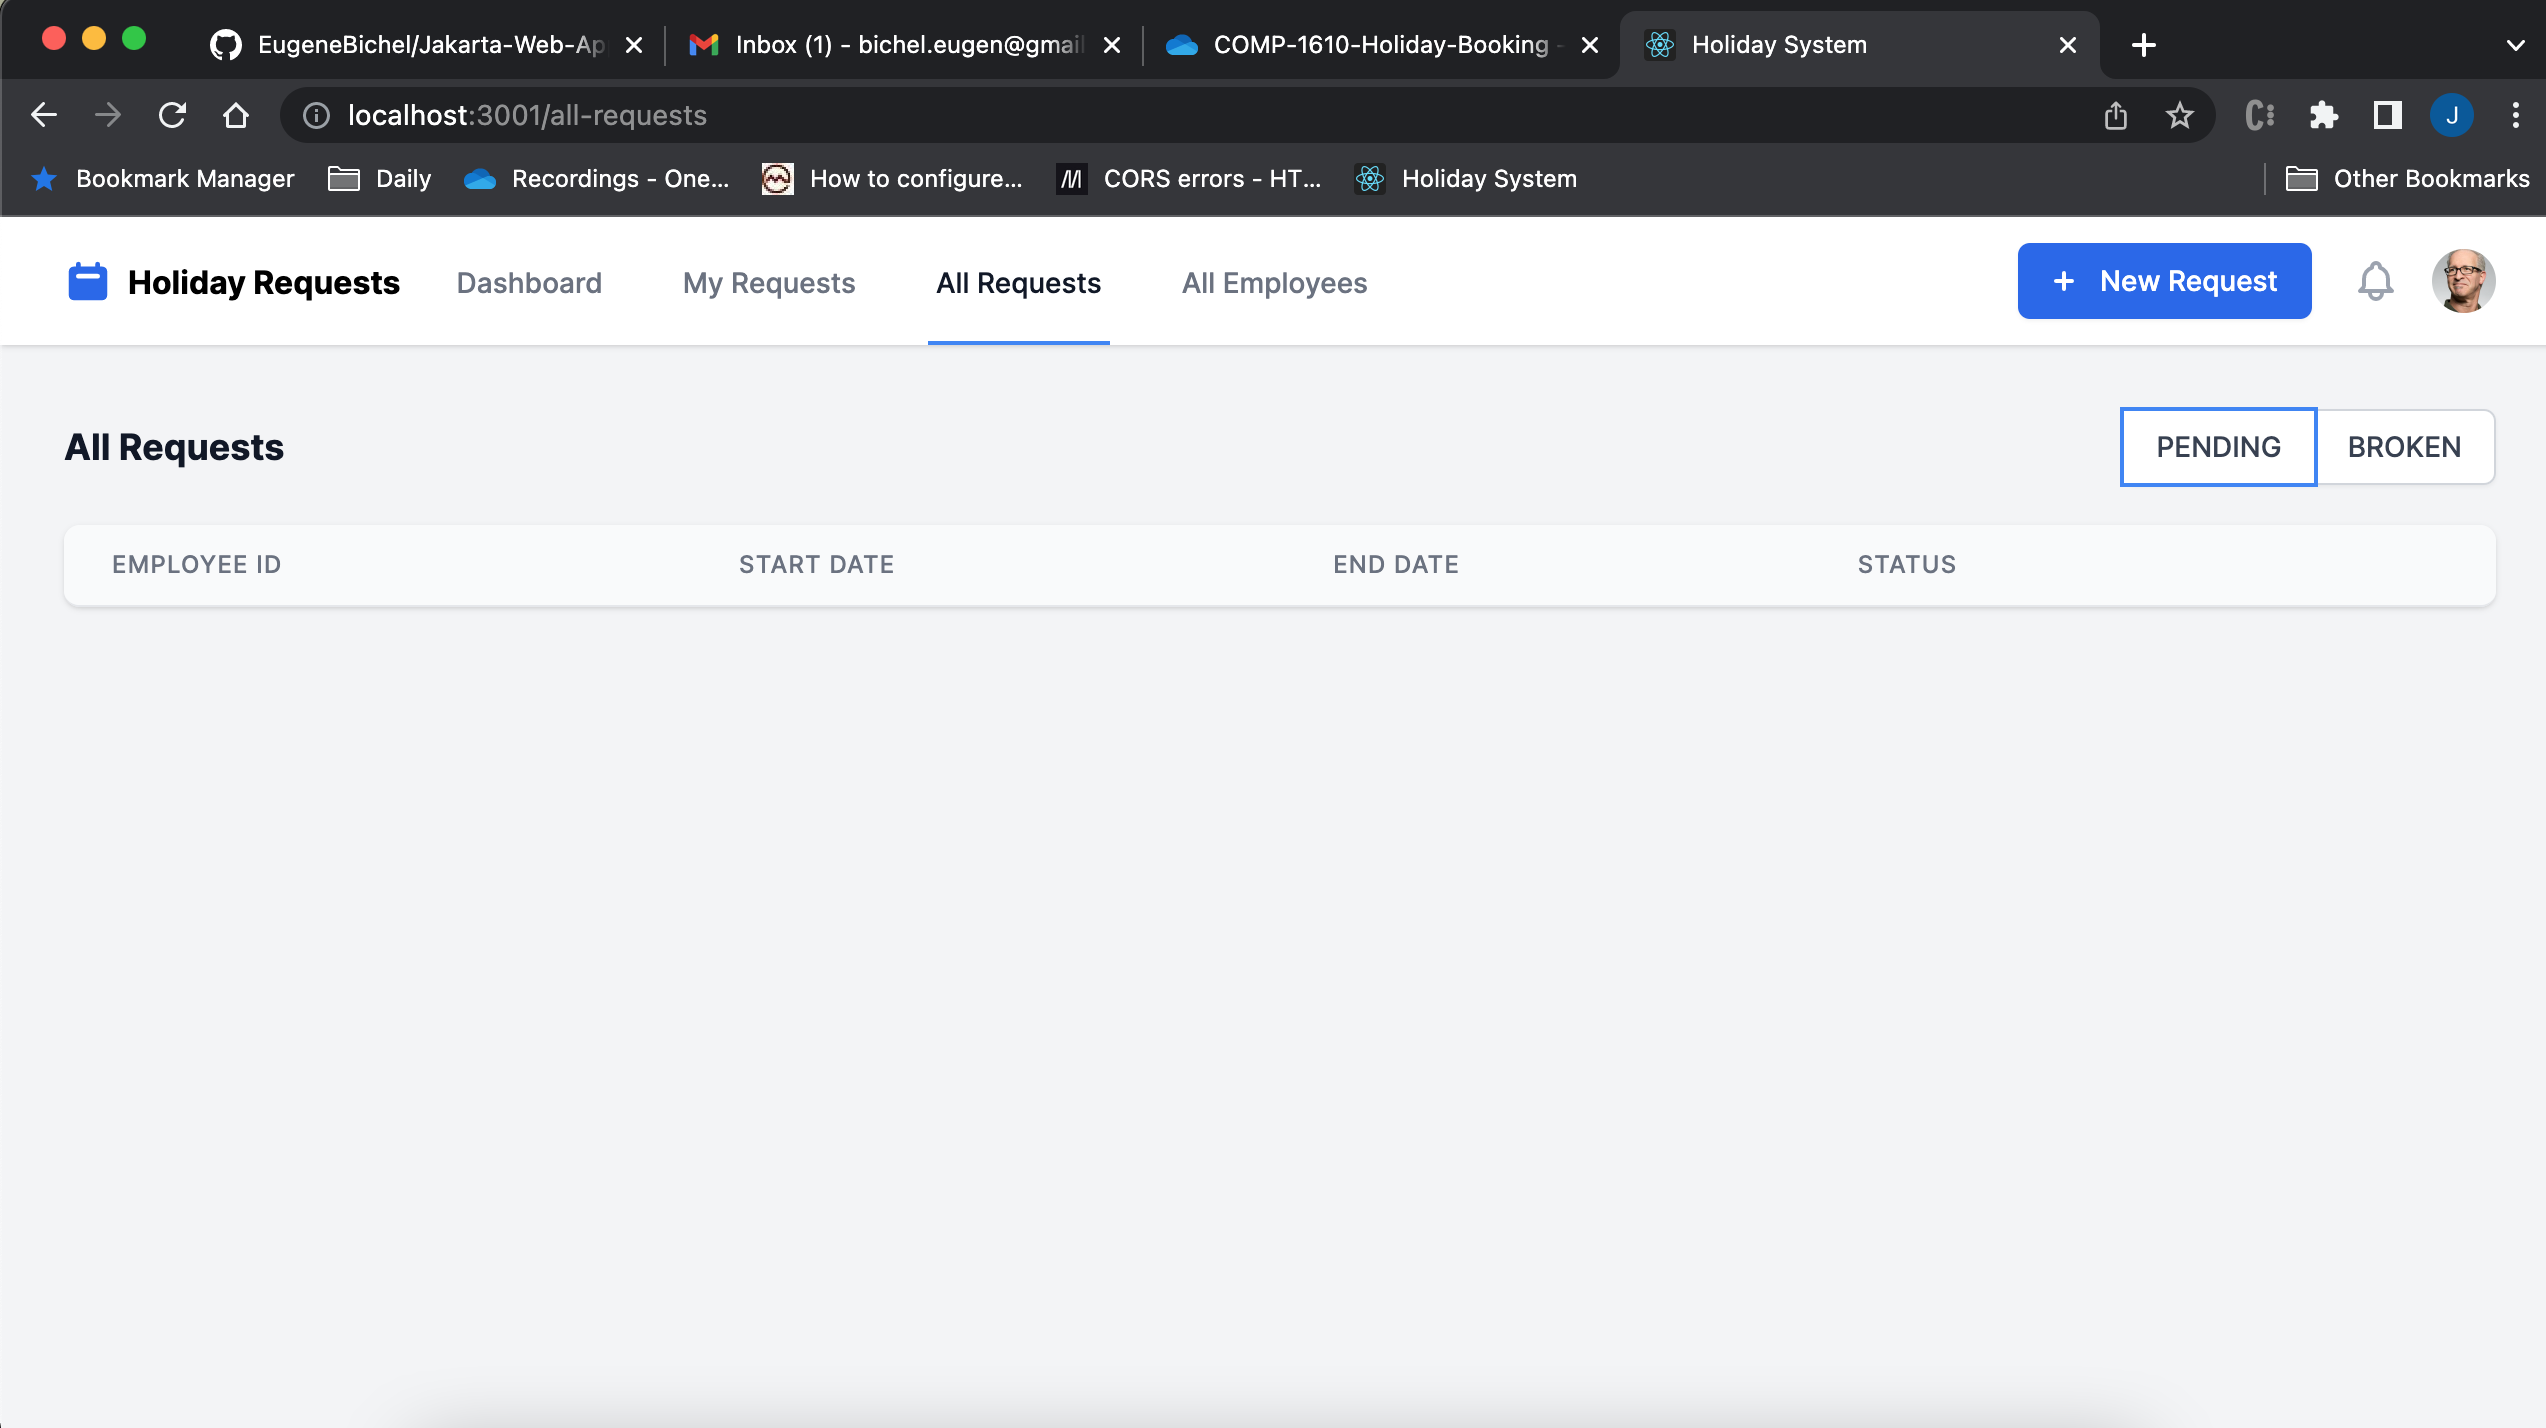 EugeneBichel/Jakarta-Web-Ap
Inbox (1) - bichel.eugen@gmail
COMP-1610-Holiday-Booking -
Holiday System
localhost:3001/all-requests
J
Bookmark Manager
Daily
Recordings - One...
How to configure...
CORS errors - HT...
Holiday System
Other Bookmarks
Holiday Requests
Dashboard
My Requests
All Requests
All Employees
+ New Request
All Requests
PENDING
BROKEN
EMPLOYEE ID
START DATE
END DATE
STATUS